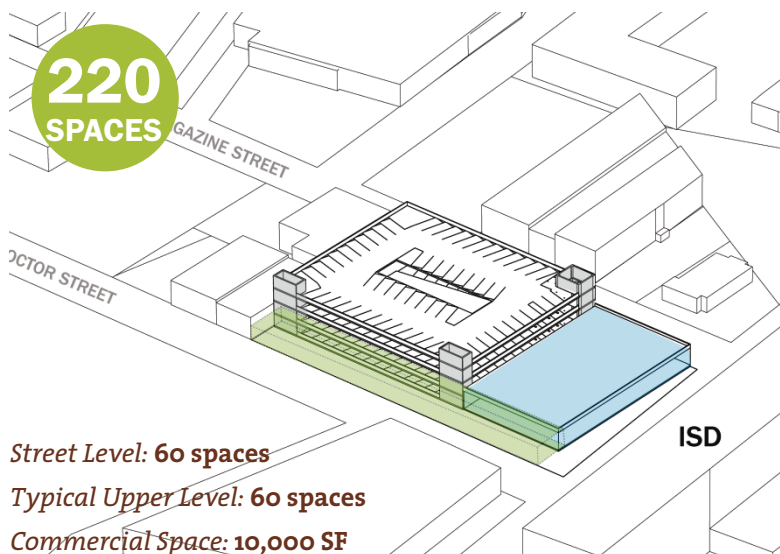 220
SPACES
GAZINE STREET
OCTOR STREET
ISD
Street Level: 60 spaces
Typical Upper Level: 60 spaces
Commercial Space: 10,000 SF